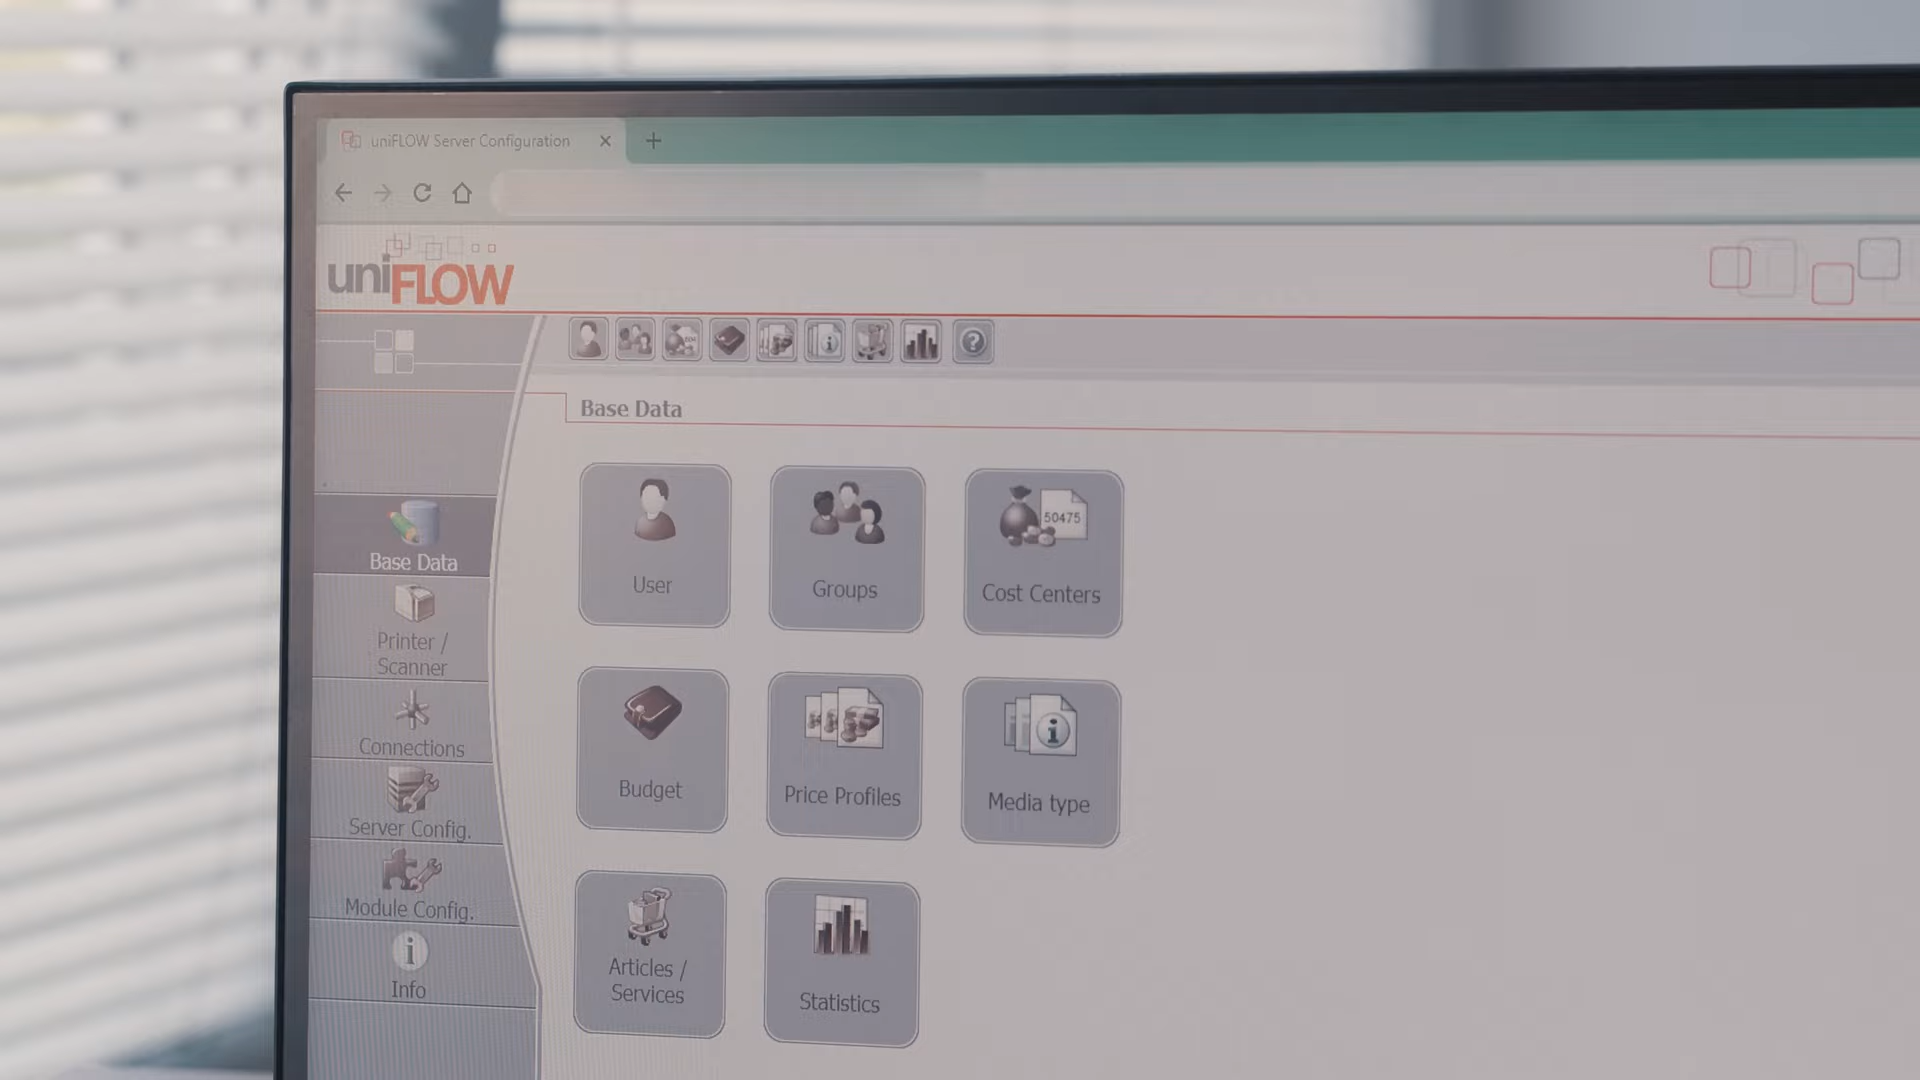 uniFLOW Server Configuration
uniFLOW
Base Data
User
Groups
50475
Cost Centers
Budget
Price Profiles
Media type
Articles /
Services
Statistics
Base Data
Printer /
Scanner
Connections
Server Config.
Module Config.
Info